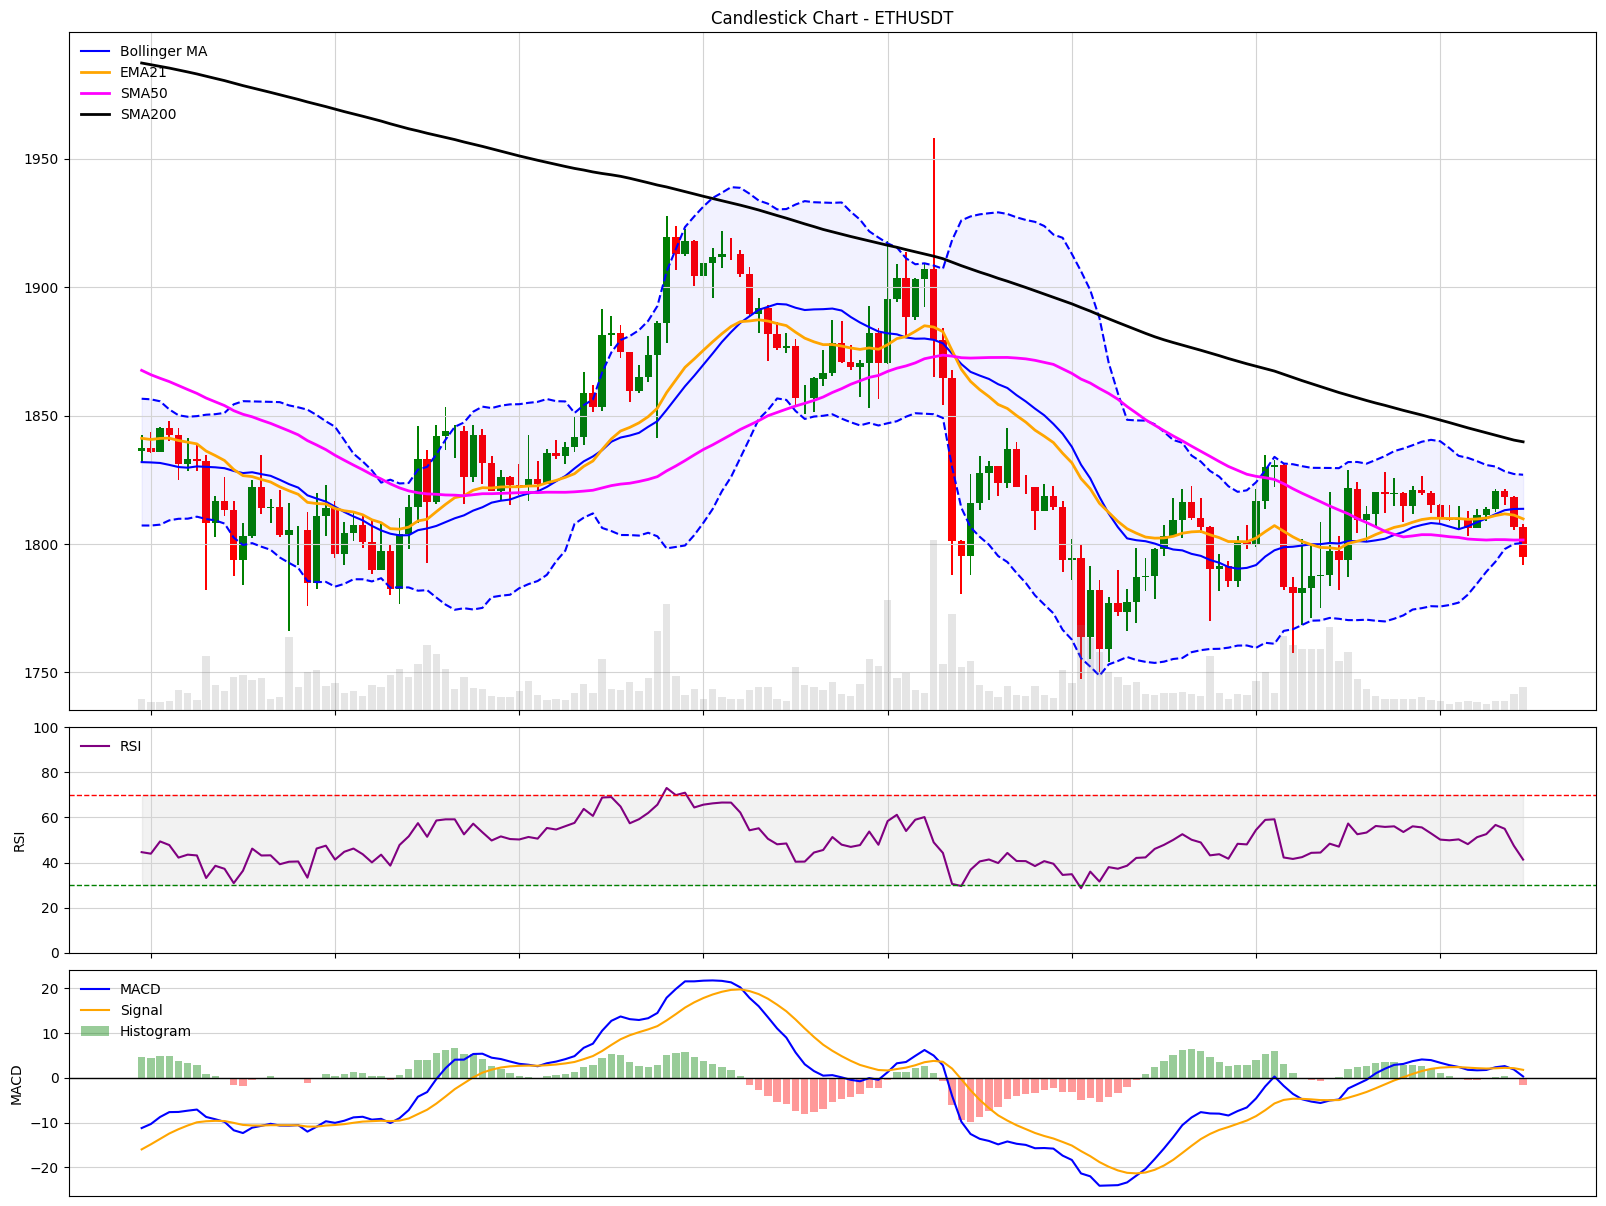 Candlestick Chart - ETHUSDT
Bollinger MA
EMA21
SMA50
SMA200
1950
1900
1850
1800
1750
100
80
60
40
20
0
RSI
RSI
20
10
0
−10
−20
MACD
MACD
Signal
Histogram